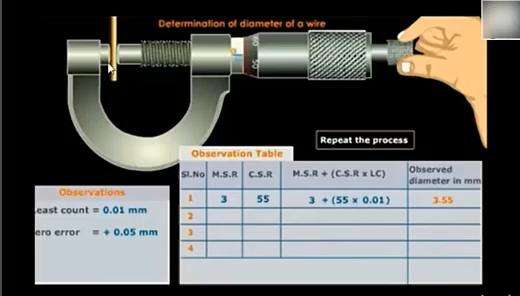 Determination of diameter of a wire
Repeat the process
Observation Table
Sl.No M.S.R C.S.R M.S.R + (C.S.R x LC) Observed diameter in mm
1 3 55 3 + (55 x 0.01) 3.55
2
3
4
Observations
east count = 0.01 mm
ero error = + 0.05 mm